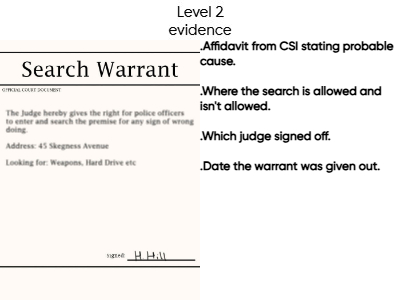 Level 2
evidence
Search Warrant
OFFICIAL COURT DOCUMENT
The Judge hereby gives the right for police officers
to enter and search the premise for any sign of wrong
doing.
Address: 45 Skegness Avenue
Looking for: Weapons, Hard Drive etc
signed: H Hill
.Affidavit from CSI stating probable
cause.
.Where the search is allowed and
isn't allowed.
.Which judge signed off.
.Date the warrant was given out.